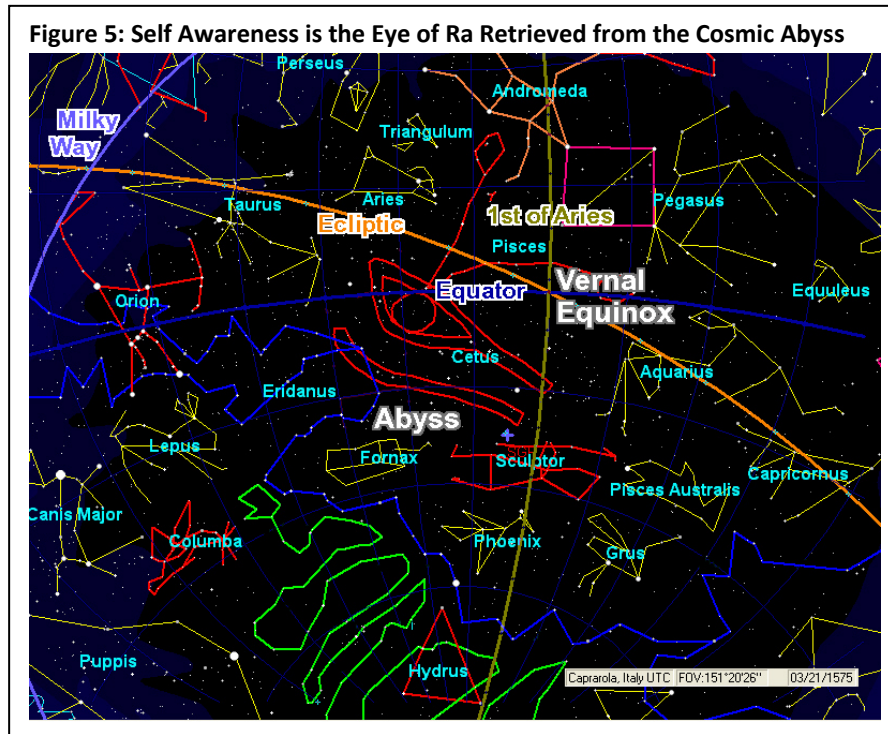 Figure 5: Self Awareness is the Eye of Ra Retrieved from the Cosmic Abyss
Perseus
Andromeda
Milky
Way
Triangulum
Taurus
Aries
Pegasus
1st of Aries
Ecliptic
Pisces
Vernal
Equinox
Equator
Equuleus
Orion
Cetus
Aquarius
Eridanus
Abyss
Lepus
Fornax
Sculptor
Capricornus
Pisces Australis
Canis Major
Columba
Phoenix
Grus
Puppis
Hydrus
Caprarola, Italy UTC FOV:151°20'26" 03/21/1575